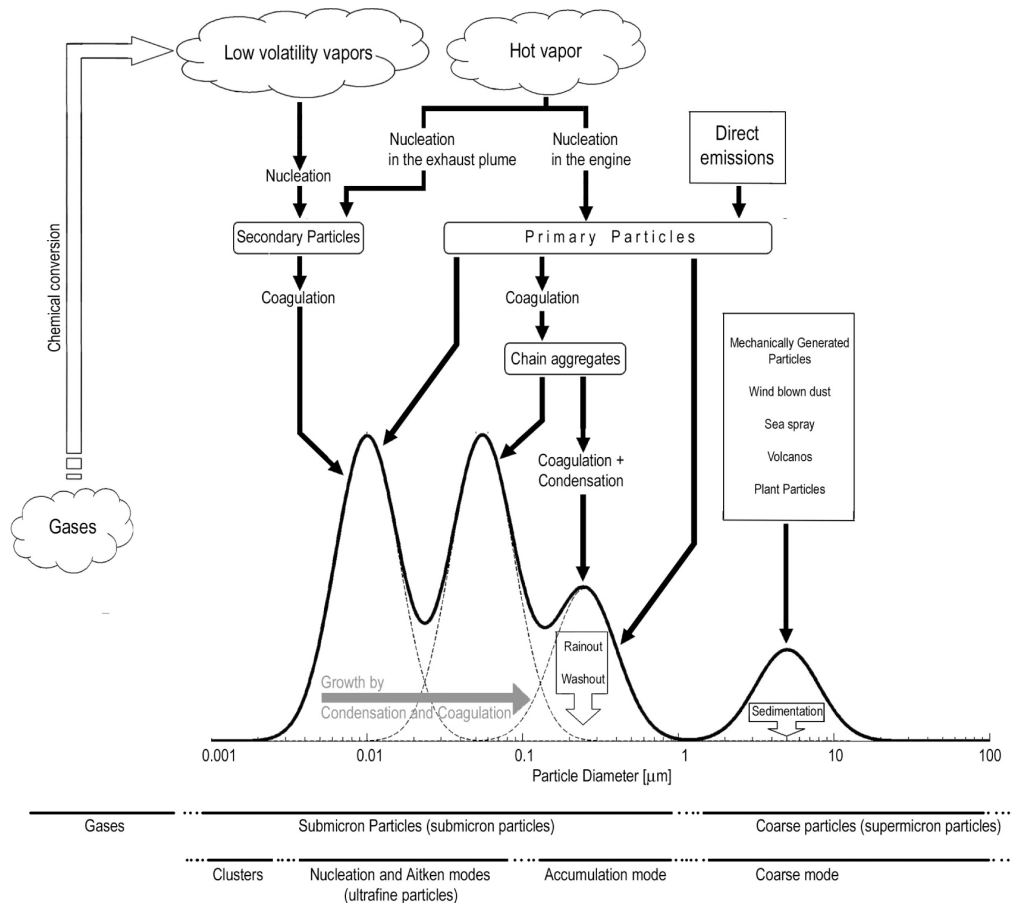 Low volatility vapors
Hot vapor
Nucleation
in the exhaust plume
Nucleation
in the engine
Direct
emissions
Nucleation
Secondary Particles
Primary Particles
Chemical conversion
Coagulation
Coagulation
Chain aggregates
Mechanically Generated
Particles
Wind blown dust
Sea spray
Volcanos
Plant Particles
Coagulation +
Condensation
Gases
Rainout
Washout
Growth by
Condensation and Coagulation
Sedimentation
0.001
0.01
0.1
1
10
100
Particle Diameter [μm]
Gases
Submicron Particles (submicron particles)
Coarse particles (supermicron particles)
Clusters
Nucleation and Aitken modes
(ultrafine particles)
Accumulation mode
Coarse mode